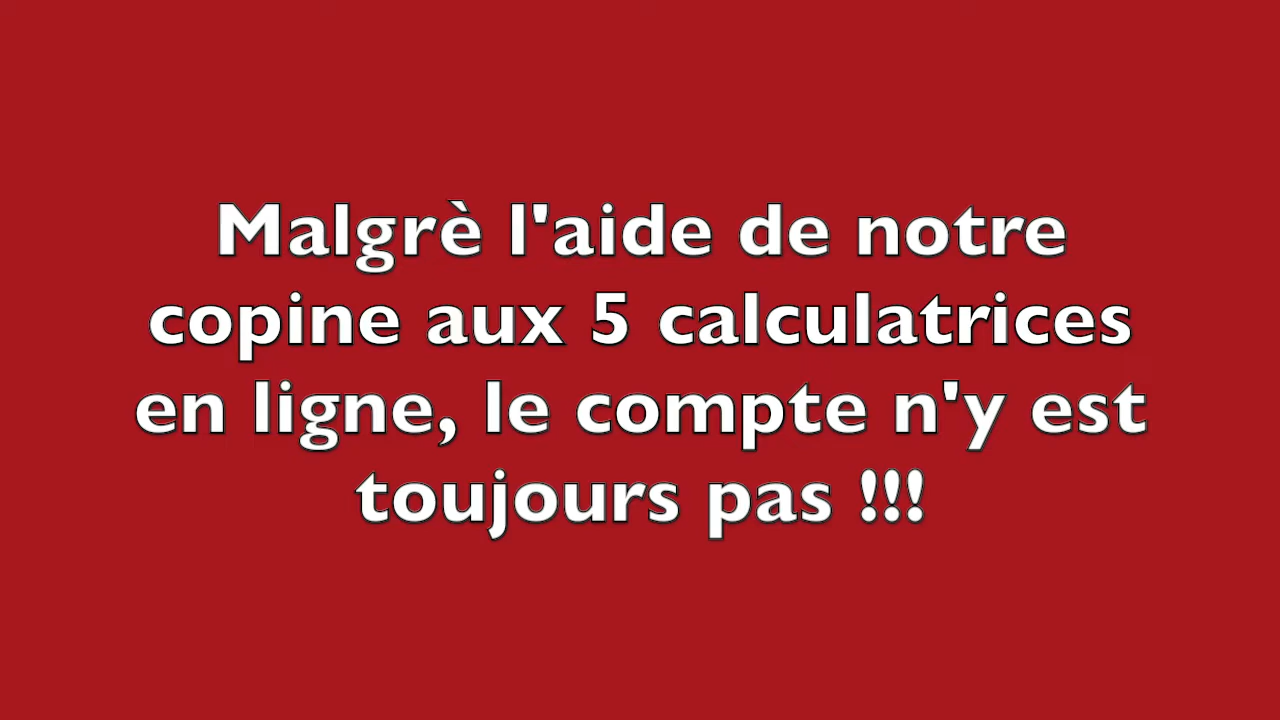 Malgrè l'aide de notre
copine aux 5 calculatrices
en ligne, le compte n'y est
toujours pas !!!